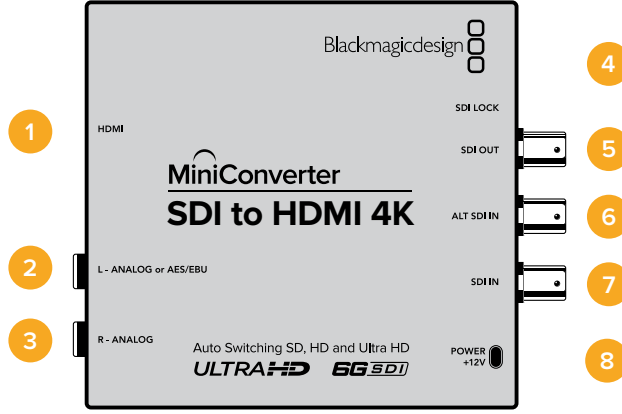 Blackmagicdesign
4
SDI LOCK
1
HDMI
SDI OUT
5
MiniConverter
SDI to HDMI 4K
ALT SDI IN
6
2
L - ANALOG or AES/EBU
SDI IN
7
3
R - ANALOG
Auto Switching SD, HD and Ultra HD
POWER
+12V
8
ULTRAHD 6G SDI